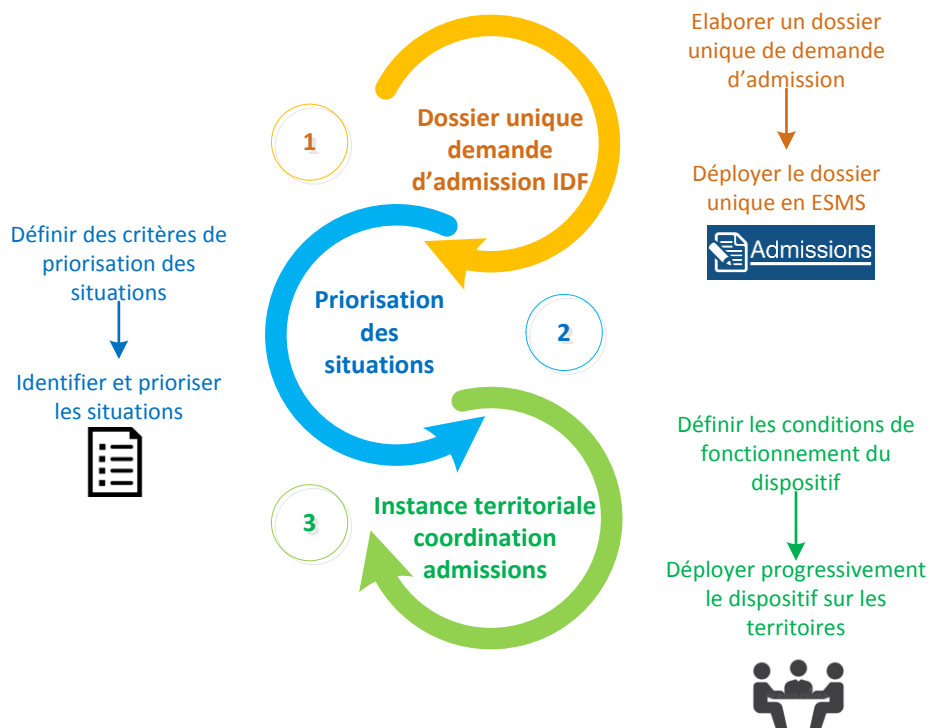 1
Dossier unique
demande
d'admission IDF
Elaborer un dossier
unique de demande
d'admission
Déployer le dossier
unique en ESMS
Admissions
Définir des critères de
priorisation des
situations
Identifier et prioriser
les situations
Priorisation
des
situations
2
3
Instance territoriale
coordination
admissions
Définir les conditions de
fonctionnement du
dispositif
Déployer progressivement
le dispositif sur les
territoires